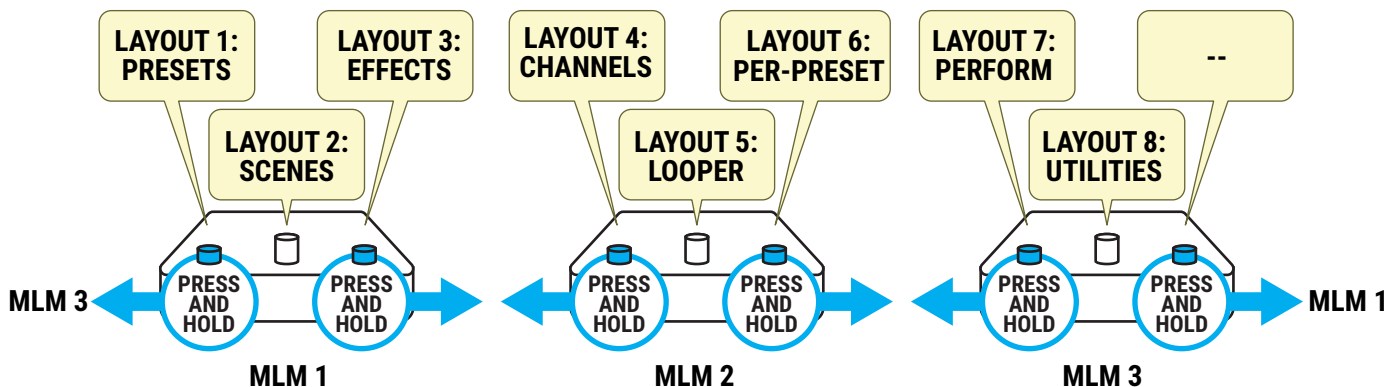 LAYOUT 1:
PRESETS
LAYOUT 2:
SCENES
LAYOUT 3:
EFFECTS
LAYOUT 4:
CHANNELS
LAYOUT 5:
LOOPER
LAYOUT 6:
PER-PRESET
LAYOUT 7:
PERFORM
LAYOUT 8:
UTILITIES
--
MLM 3
PRESS
AND
HOLD
PRESS
AND
HOLD
PRESS
AND
HOLD
PRESS
AND
HOLD
PRESS
AND
HOLD
PRESS
AND
HOLD
MLM 1
MLM 1
MLM 2
MLM 3